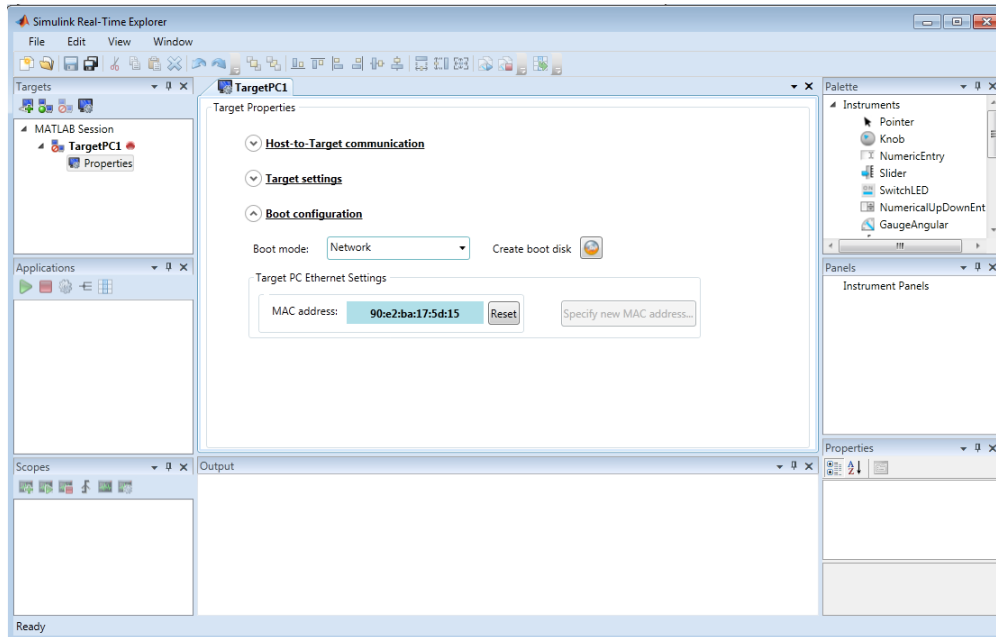 Simulink Real-Time Explorer
File Edit View Window
Targets
MATLAB Session
TargetPC1
Properties
TargetPC1
Target Properties
Host-to-Target communication
Target settings
Boot configuration
Boot mode: Network Create boot disk
Target PC Ethernet Settings
MAC address: 90:e2:ba:17:5d:15 Reset Specify new MAC address...
Palette
Instruments
Pointer
Knob
NumericEntry
Slider
SwitchLED
NumericalUpDownEnt
GaugeAngular
Applications
Panels
Instrument Panels
Scopes
Output
Properties
Ready